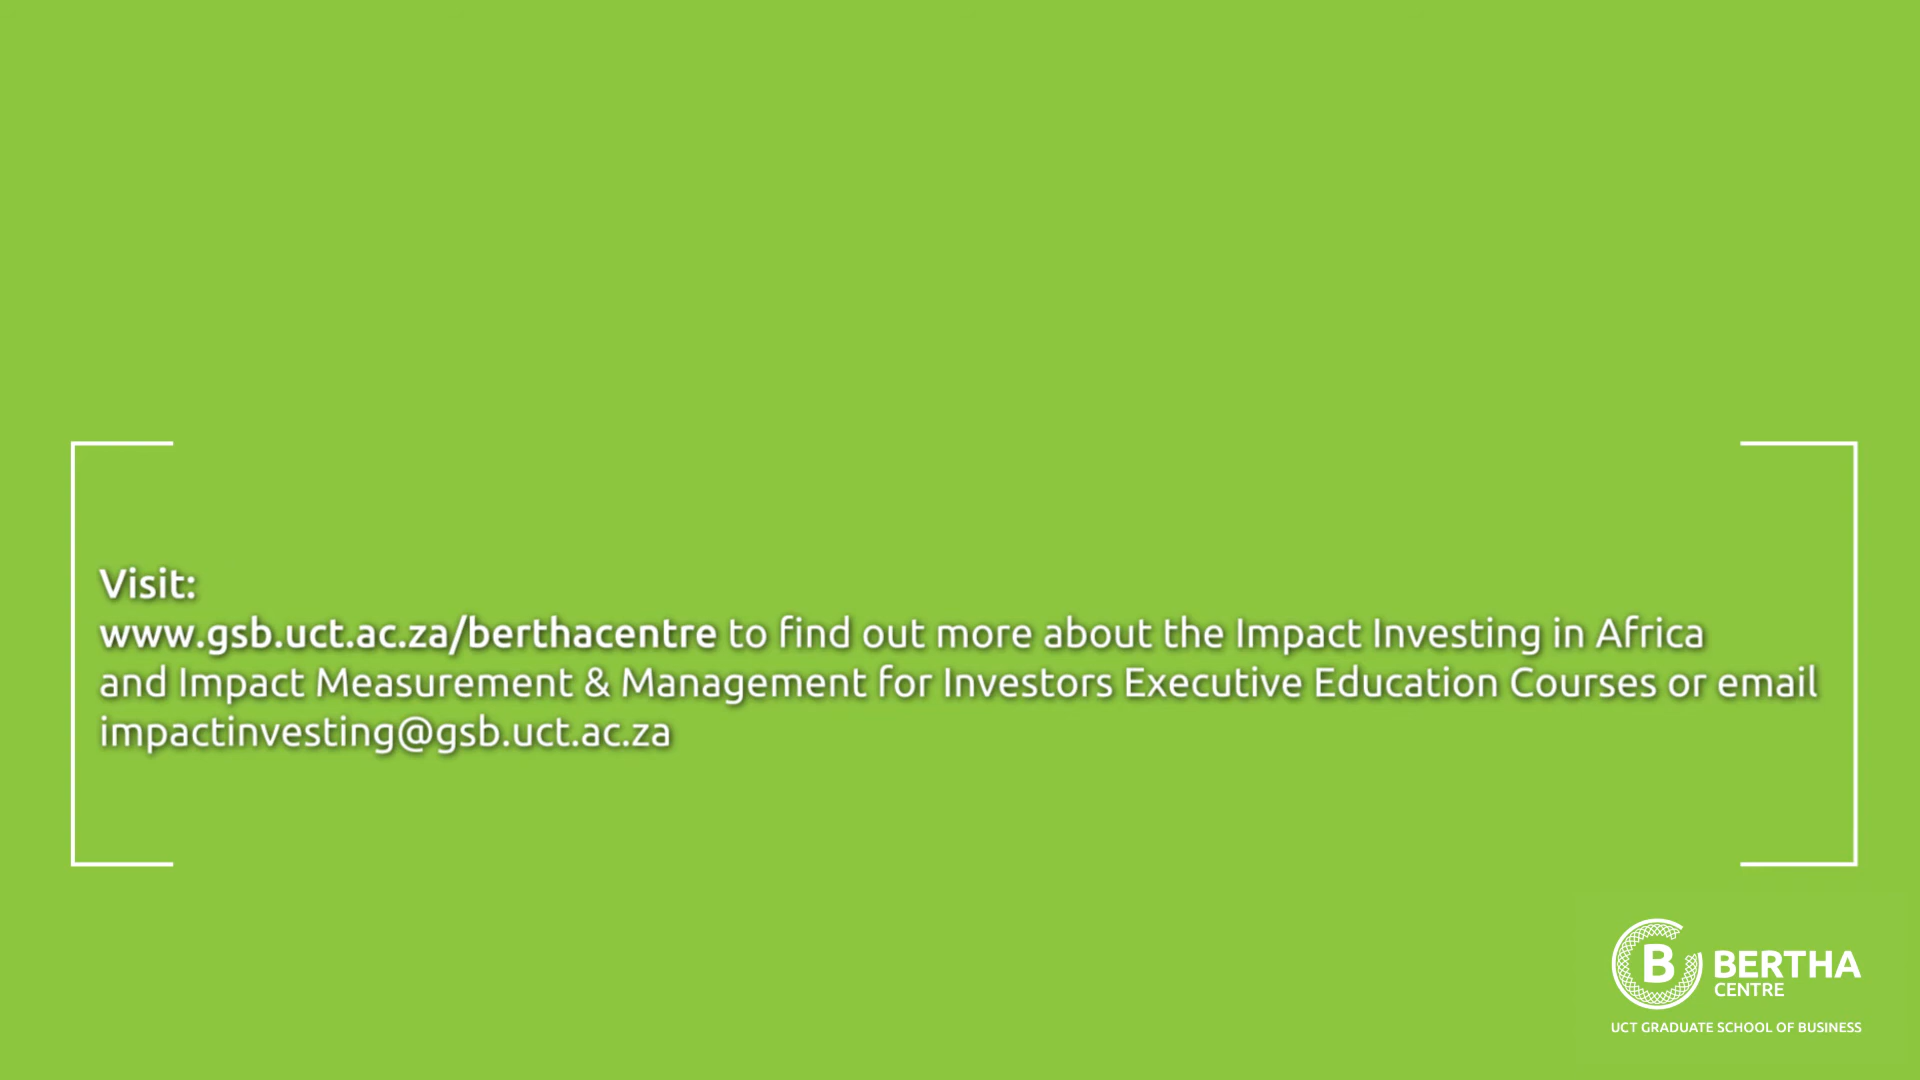 Visit:
www.gsb.uct.ac.za/berthacentre to find out more about the Impact Investing in Africa
and Impact Measurement & Management for Investors Executive Education Courses or email
impactinvesting@gsb.uct.ac.za
B BERTHA
CENTRE
UCT GRADUATE SCHOOL OF BUSINESS